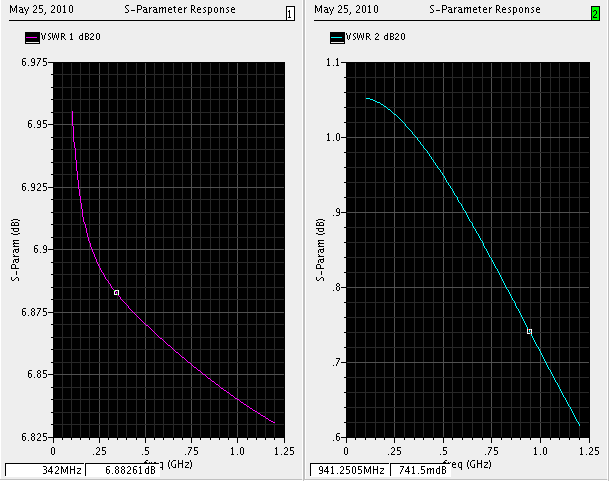 May 25, 2010 S-Parameter Response 1
VSWR 1 dB20
6.975
6.95
6.925
6.9
6.875
6.85
6.825
S-Param (dB)
0 .25 .5 .75 1.0 1.25
freq (GHz)
342MHz 6.88261dB
May 25, 2010 S-Parameter Response 2
VSWR 2 dB20
1.1
1.0
.9
.8
.7
.6
S-Param (dB)
0 .25 .5 .75 1.0 1.25
freq (GHz)
941.2505MHz 741.5mdB